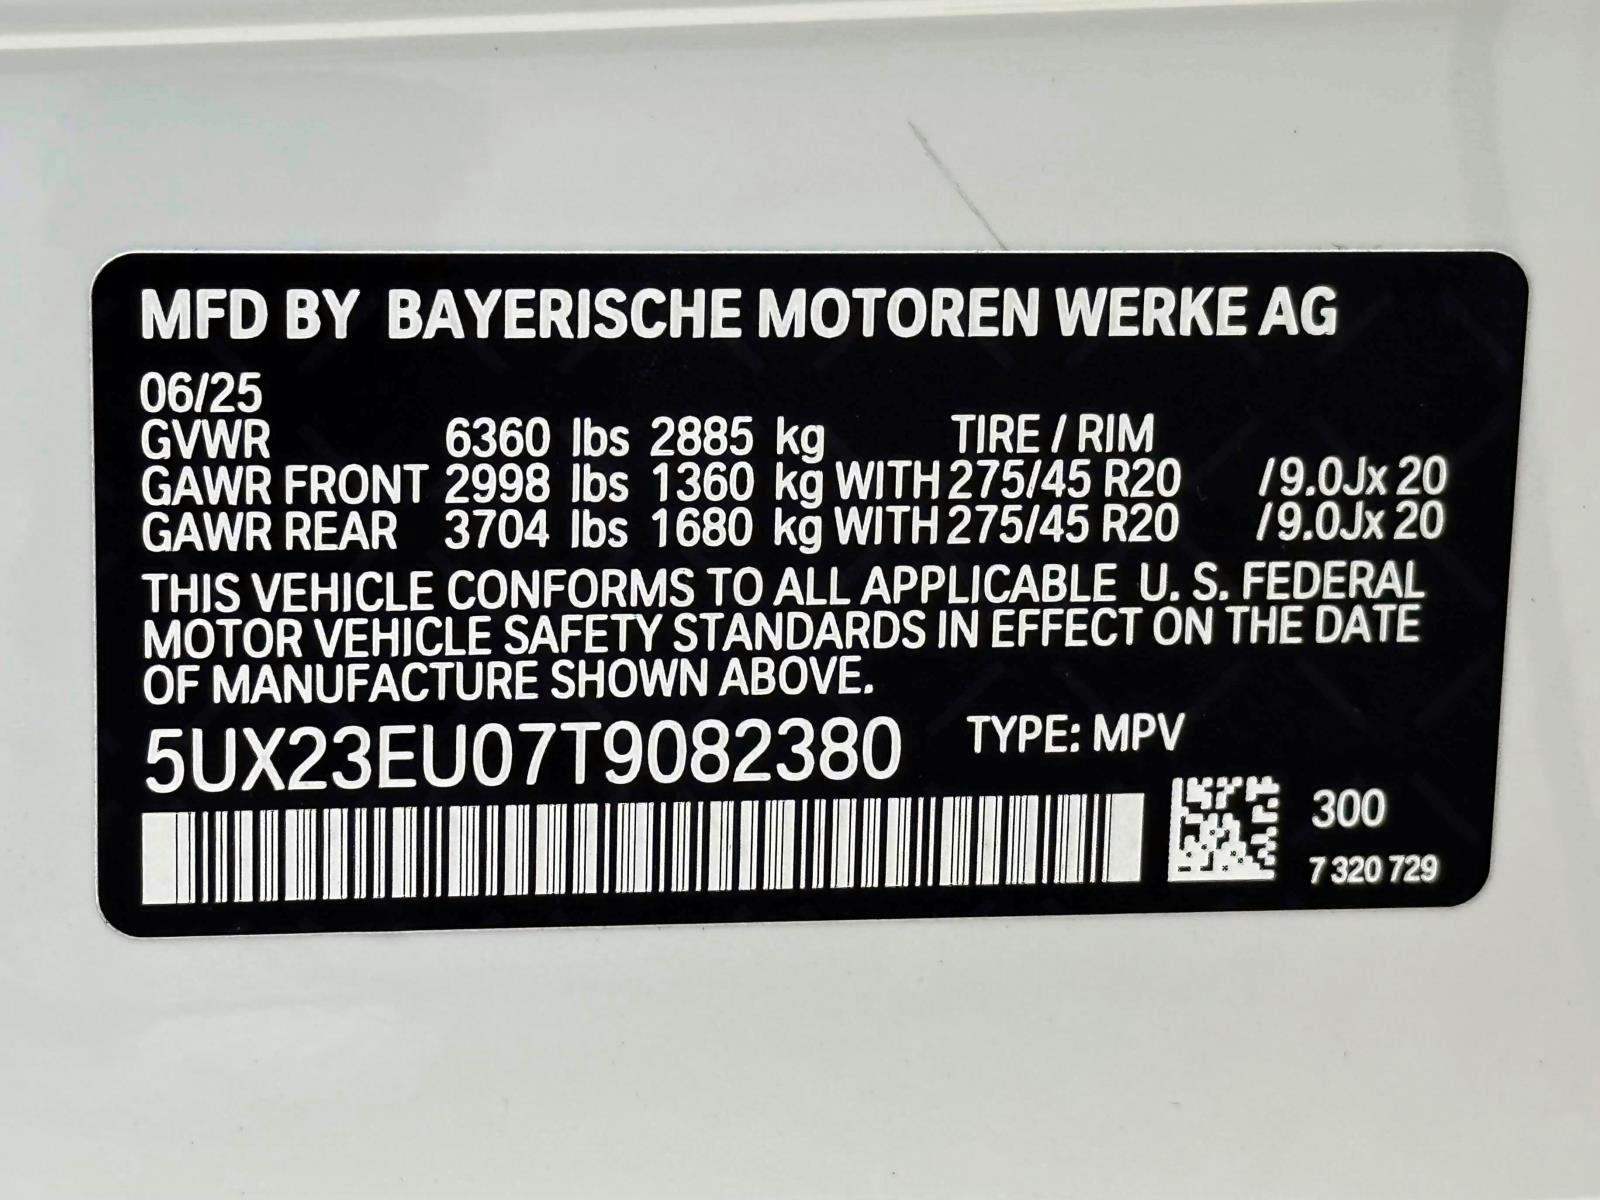 MFD BY BAYERISCHE MOTOREN WERKE AG
06/25
GVWR 6360 lbs 2885 kg TIRE / RIM
GAWR FRONT 2998 lbs 1360 kg WITH 275/45 R20 /9.0Jx 20
GAWR REAR 3704 lbs 1680 kg WITH 275/45 R20 /9.0Jx 20
THIS VEHICLE CONFORMS TO ALL APPLICABLE U. S. FEDERAL
MOTOR VEHICLE SAFETY STANDARDS IN EFFECT ON THE DATE
OF MANUFACTURE SHOWN ABOVE.
5UX23EU07T9082380 TYPE: MPV
300
7 320 729